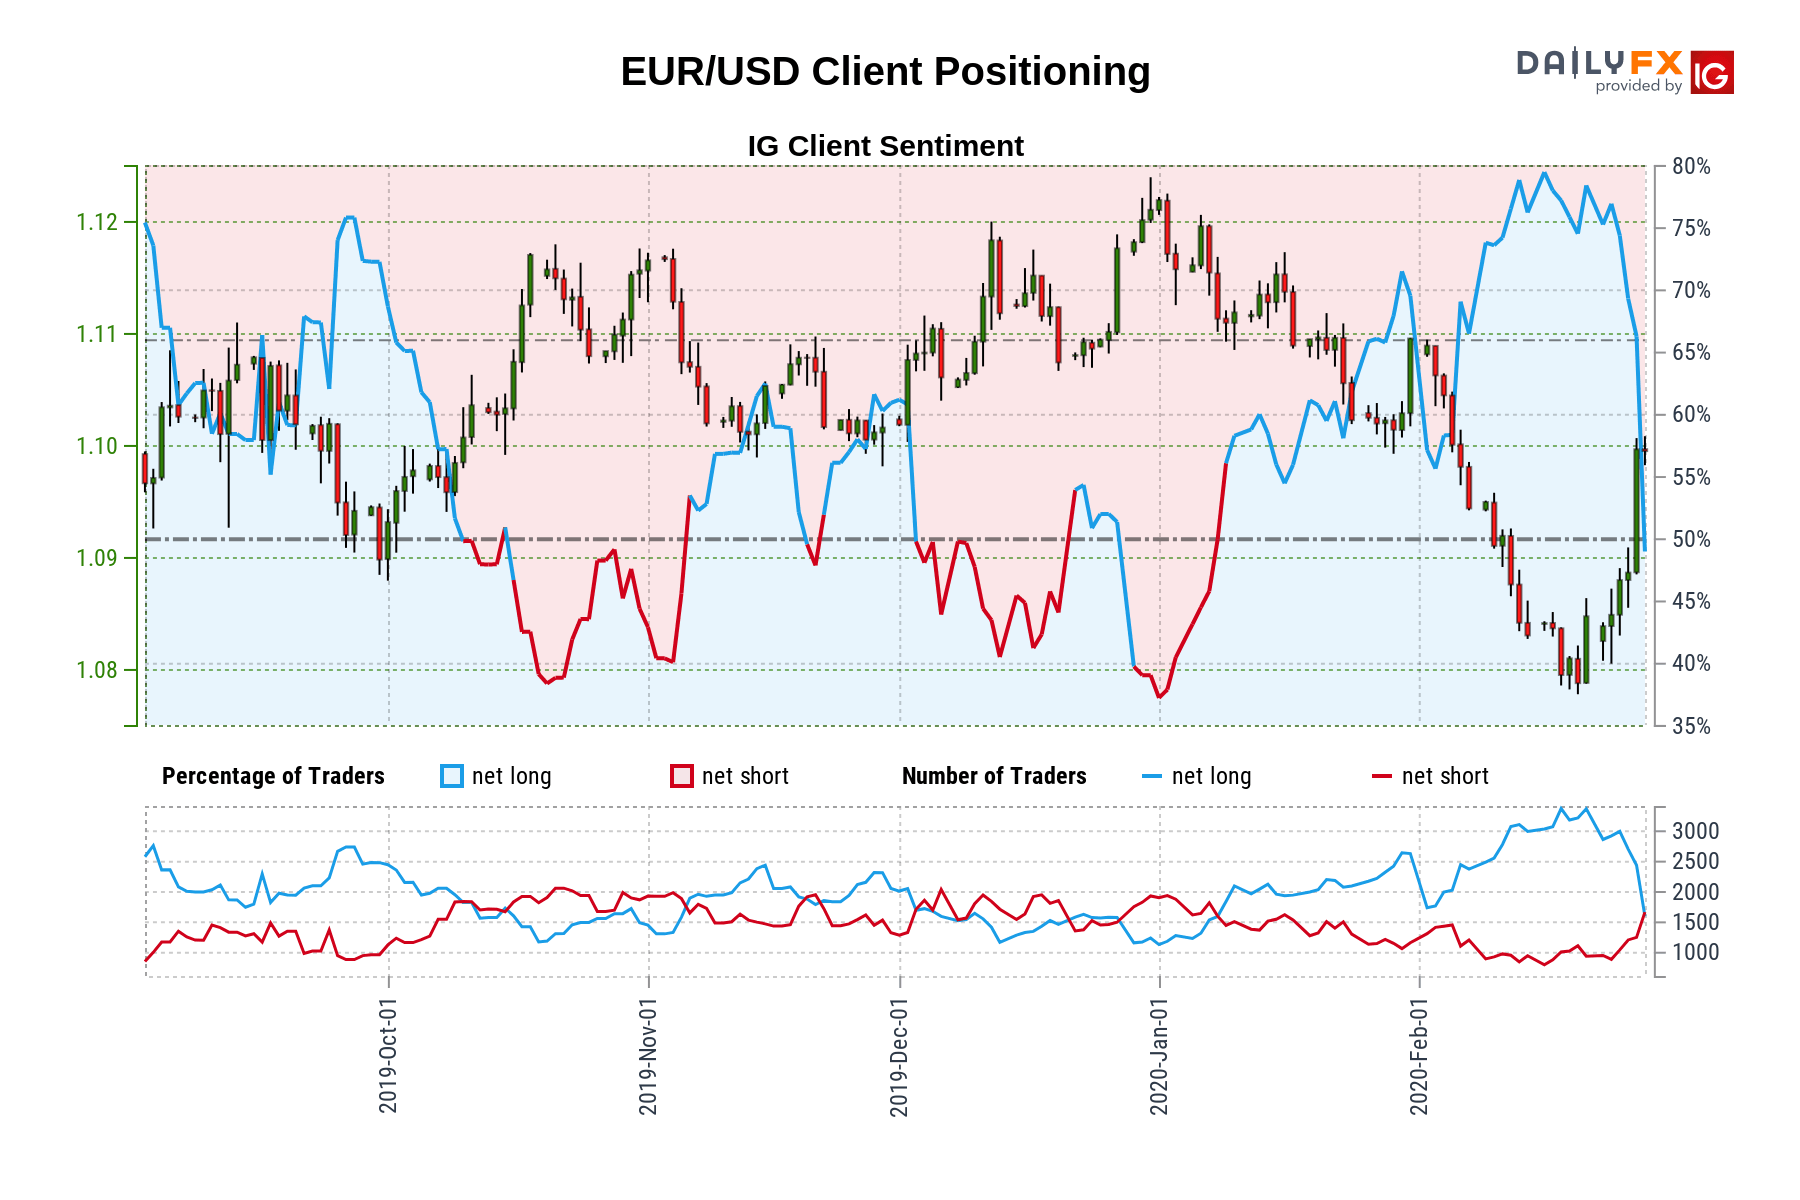 EUR/USD Client Positioning
DAILYFX
provided by IG
IG Client Sentiment
1.12
1.11
1.10
1.09
1.08
80%
75%
70%
65%
60%
55%
50%
45%
40%
35%
Percentage of Traders net long net short Number of Traders net long net short
3000
2500
2000
1500
1000
2019-Oct-01
2019-Nov-01
2019-Dec-01
2020-Jan-01
2020-Feb-01